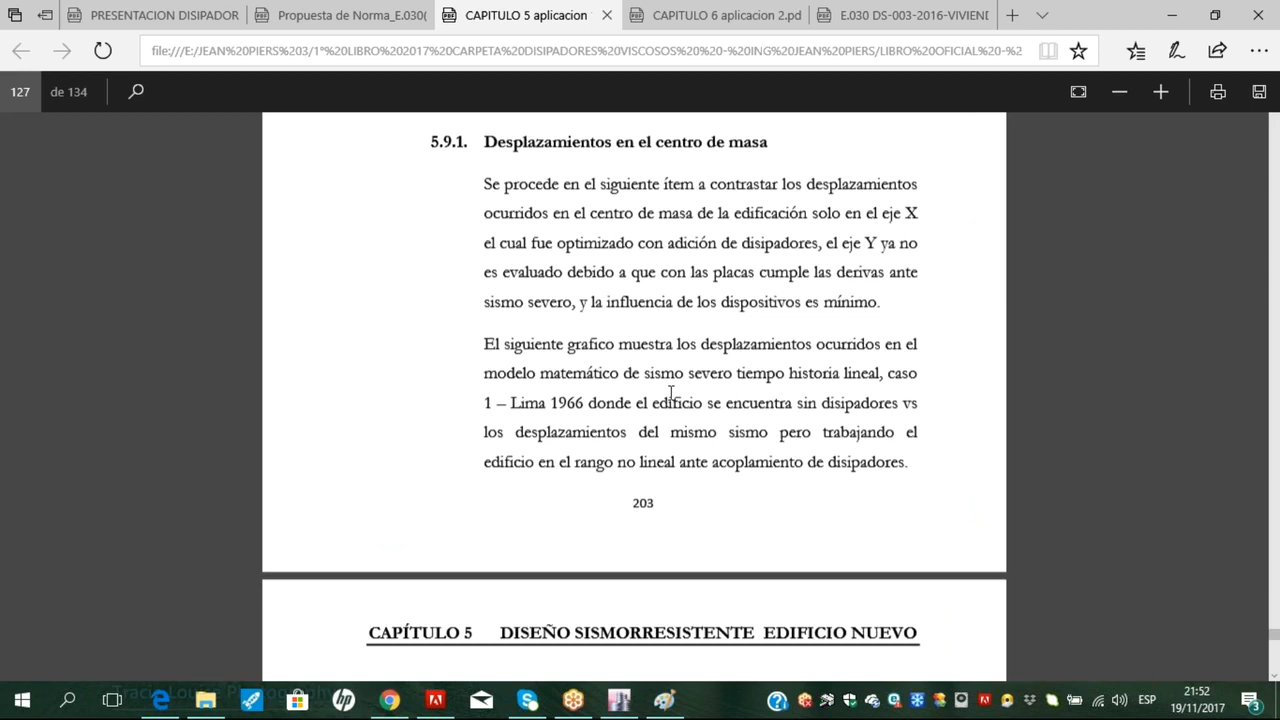 PRESENTACION DISIPADOR
Propuesta de Norma_E.030(
CAPITULO 5 aplicacion
CAPITULO 6 aplicacion 2.pd
E.030 DS-003-2016-VIVIEND
file:///E:/JEAN%20PIERS%203/1°%20LIBRO%202017%20CARPETA%20DISIPADORES%20VISCOSOS%20%20-%20ING%20JEAN%20PIERS/LIBRO%20OFICIAL%20-%2
127 de 134
5.9.1. Desplazamientos en el centro de masa
Se procede en el siguiente ítem a contrastar los desplazamientos
ocurridos en el centro de masa de la edificación solo en el eje X
el cual fue optimizado con adición de disipadores, el eje Y ya no
es evaluado debido a que con las placas cumple las derivas ante
sismo severo, y la influencia de los dispositivos es mínimo.
El siguiente grafico muestra los desplazamientos ocurridos en el
modelo matemático de sismo severo tiempo historia lineal, caso
1 – Lima 1966 donde el edificio se encuentra sin disipadores vs
los desplazamientos del mismo sismo pero trabajando el
edificio en el rango no lineal ante acoplamiento de disipadores.
203
CAPÍTULO 5 DISEÑO SISMORRESISTENTE EDIFICIO NUEVO
ESP
21:52
19/11/2017
3